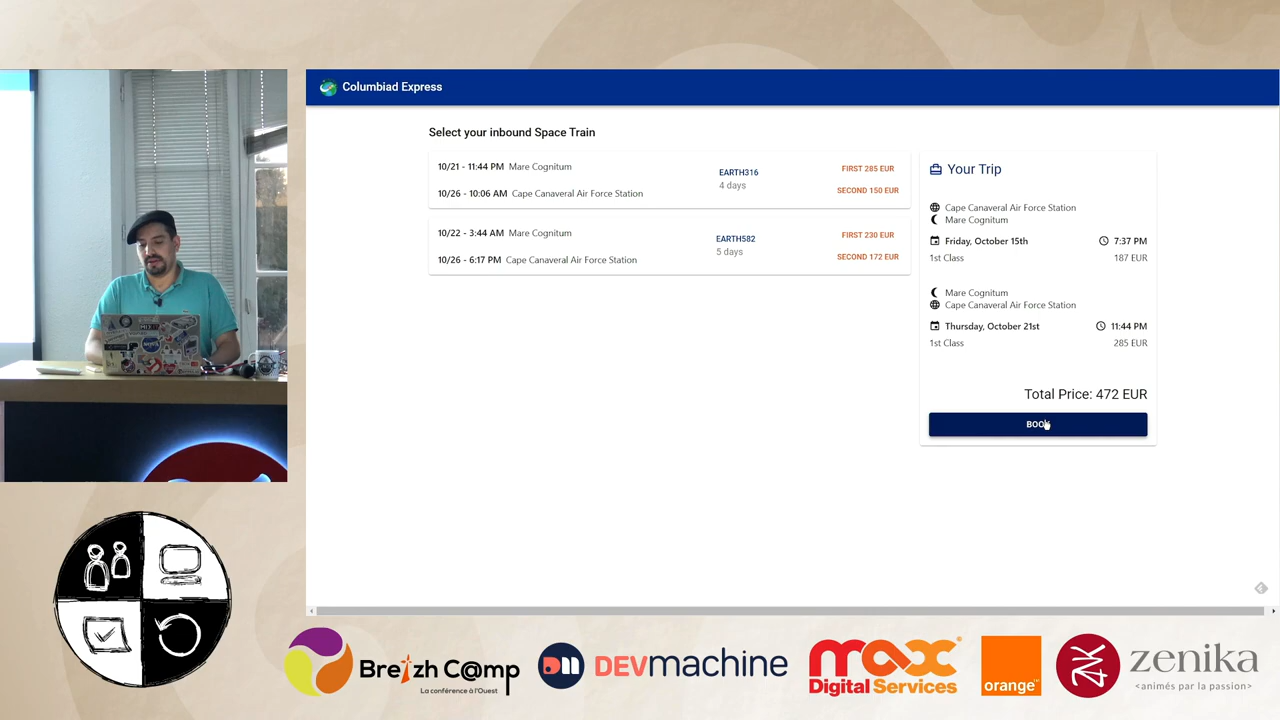 Columbiad Express
Select your inbound Space Train
10/21 - 11:44 PM Mare Cognitum
10/26 - 10:06 AM Cape Canaveral Air Force Station
EARTH316
4 days
FIRST 285 EUR
SECOND 150 EUR
10/22 - 3:44 AM Mare Cognitum
10/26 - 6:17 PM Cape Canaveral Air Force Station
EARTH582
5 days
FIRST 230 EUR
SECOND 172 EUR
Your Trip
Cape Canaveral Air Force Station
Mare Cognitum
Friday, October 15th 7:37 PM
1st Class 187 EUR
Mare Cognitum
Cape Canaveral Air Force Station
Thursday, October 21st 11:44 PM
1st Class 285 EUR
Total Price: 472 EUR
BOOK
Breizh C@mp
La conférence à l'Ouest
DEVmachine
max
Digital Services
orange™
zenika
<animés par la passion>